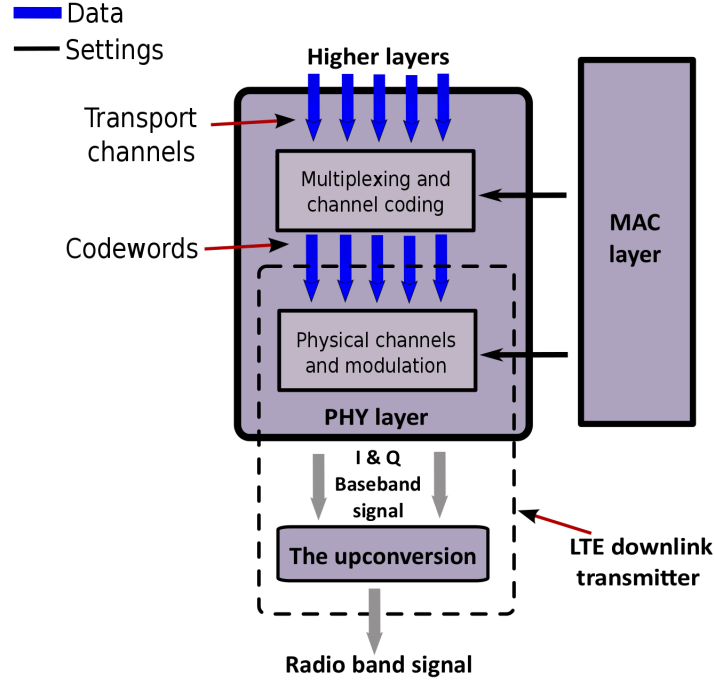 Data
Settings
Higher layers
Transport
channels
Multiplexing and
channel coding
MAC
layer
Codewords
Physical channels
and modulation
PHY layer
I & Q
Baseband
signal
The upconversion
LTE downlink
transmitter
Radio band signal